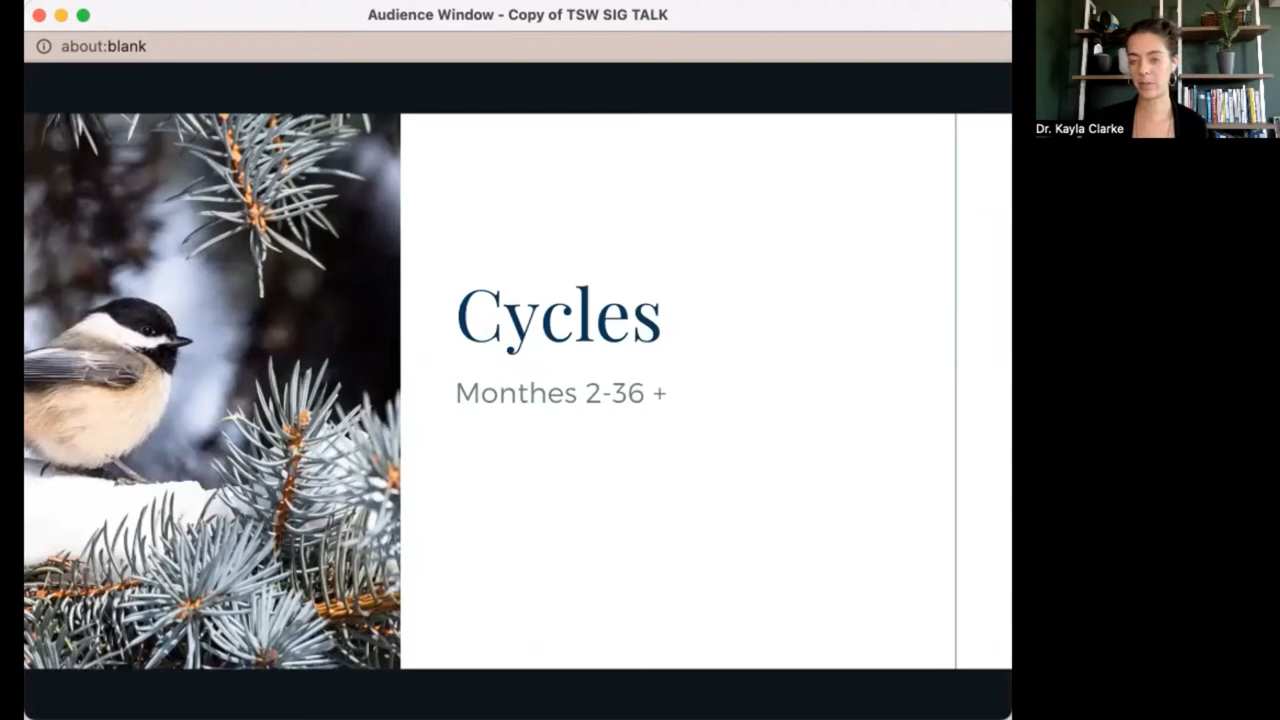 Audience Window - Copy of TSW SIG TALK
about:blank
Cycles
Monthes 2-36 +
Dr. Kayla Clarke